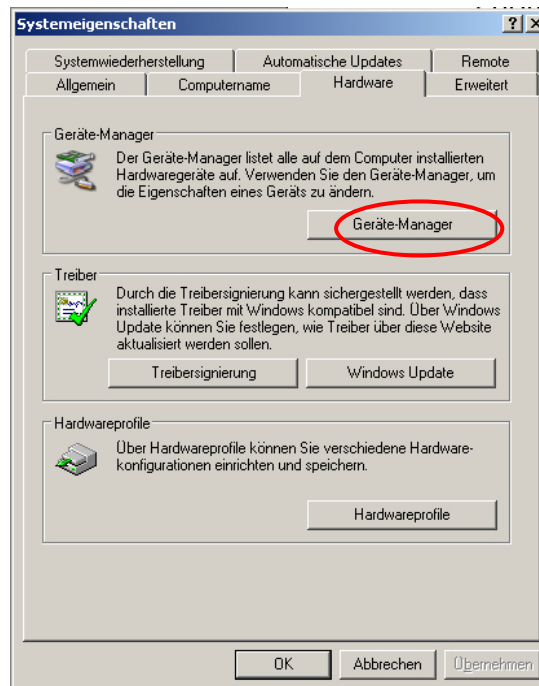 Systemeigenschaften
Systemwiederherstellung Automatische Updates Remote
Allgemein Computername Hardware Erweitert
Geräte-Manager
Der Geräte-Manager listet alle auf dem Computer installierten
Hardwaregeräte auf. Verwenden Sie den Geräte-Manager, um
die Eigenschaften eines Geräts zu ändern.
Geräte-Manager
Treiber
Durch die Treibersignierung kann sichergestellt werden, dass
installierte Treiber mit Windows kompatibel sind. Über Windows
Update können Sie festlegen, wie Treiber über diese Website
aktualisiert werden sollen.
Treibersignierung Windows Update
Hardwareprofile
Über Hardwareprofile können Sie verschiedene Hardware-
konfigurationen einrichten und speichern.
Hardwareprofile
OK Abbrechen Übernehmen